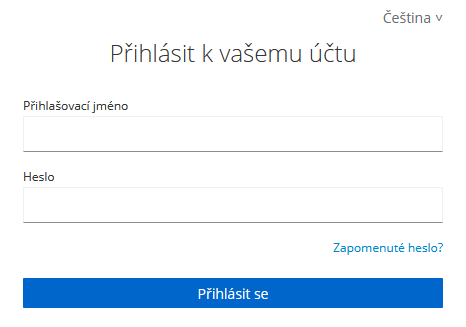 Čeština
Přihlásit k vašemu účtu
Přihlašovací jméno
Heslo
Zapomenuté heslo?
Přihlásit se